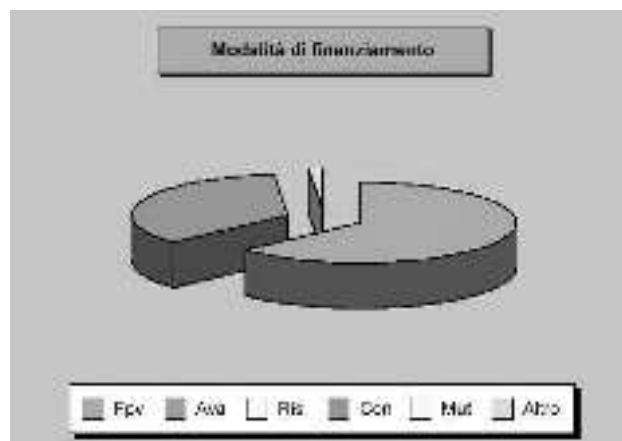 Modalità di finanziamento
Fpv Ava Ris Con Mut Altro